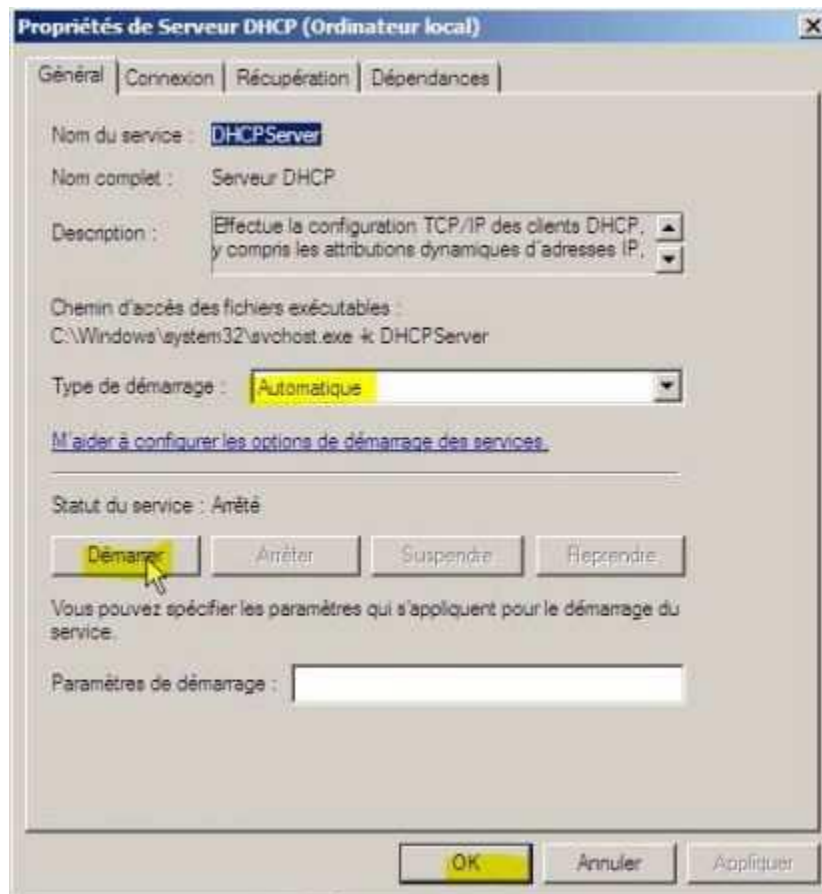 Propriétés de Serveur DHCP (Ordinateur local)
Général Connexion Récupération Dépendances
Nom du service : DHCPServer
Nom complet : Serveur DHCP
Description : Effectue la configuration TCP/IP des clients DHCP,
y compris les attributions dynamiques d'adresses IP,
Chemin d'accès des fichiers exécutables :
C:\Windows\system32\svchost.exe -k DHCPServer
Type de démarrage : Automatique
M'aider à configurer les options de démarrage des services.
Statut du service : Arrêté
Démarrer Arrêter Suspendre Reprendre
Vous pouvez spécifier les paramètres qui s'appliquent pour le démarrage du
service.
Paramètres de démarrage :
OK Annuler Appliquer